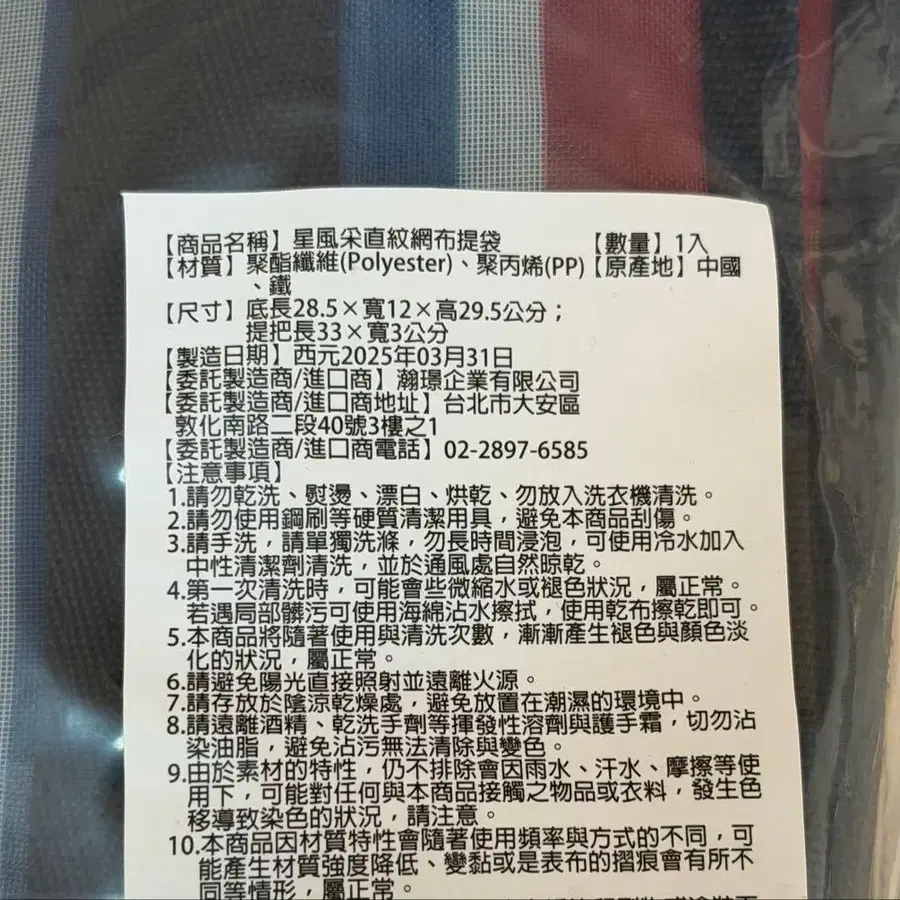 【商品名稱】星風采直紋網布提袋 【數量】1入
【材質】聚酯纖維(Polyester)、聚丙烯(PP)【原產地】中國
、鐵
【尺寸】底長28.5×寬12×高29.5公分；
提把長33×寬3公分
【製造日期】西元2025年03月31日
【委託製造商/進口商】瀚璟企業有限公司
【委託製造商/進口商地址】台北市大安區
敦化南路二段40號3樓之1
【委託製造商/進口商電話】02-2897-6585
【注意事項】
1.請勿乾洗、熨燙、漂白、烘乾、勿放入洗衣機清洗。
2.請勿使用鋼刷等硬質清潔用具，避免本商品刮傷。
3.請手洗，請單獨洗滌，勿長時間浸泡，可使用冷水加入
中性清潔劑清洗，並於通風處自然晾乾。
4.第一次清洗時，可能會些微縮水或褪色狀況，屬正常。
若遇局部髒污可使用海綿沾水擦拭，使用乾布擦乾即可。
5.本商品將隨著使用與清洗次數，漸漸產生褪色與顏色淡
化的狀況，屬正常。
6.請避免陽光直接照射並遠離火源。
7.請存放於陰涼乾燥處，避免放置在潮濕的環境中。
8.請遠離酒精、乾洗手劑等揮發性溶劑與護手霜，切勿沾
染油脂，避免沾污無法清除與變色。
9.由於素材的特性，仍不排除會因雨水、汗水、摩擦等使
用下，可能對任何與本商品接觸之物品或衣料，發生色
移導致染色的狀況，請注意。
10.本商品因材質特性會隨著使用頻率與方式的不同，可
能產生材質強度降低、變黏或是表布的摺痕會有所不
同等情形，屬正常。